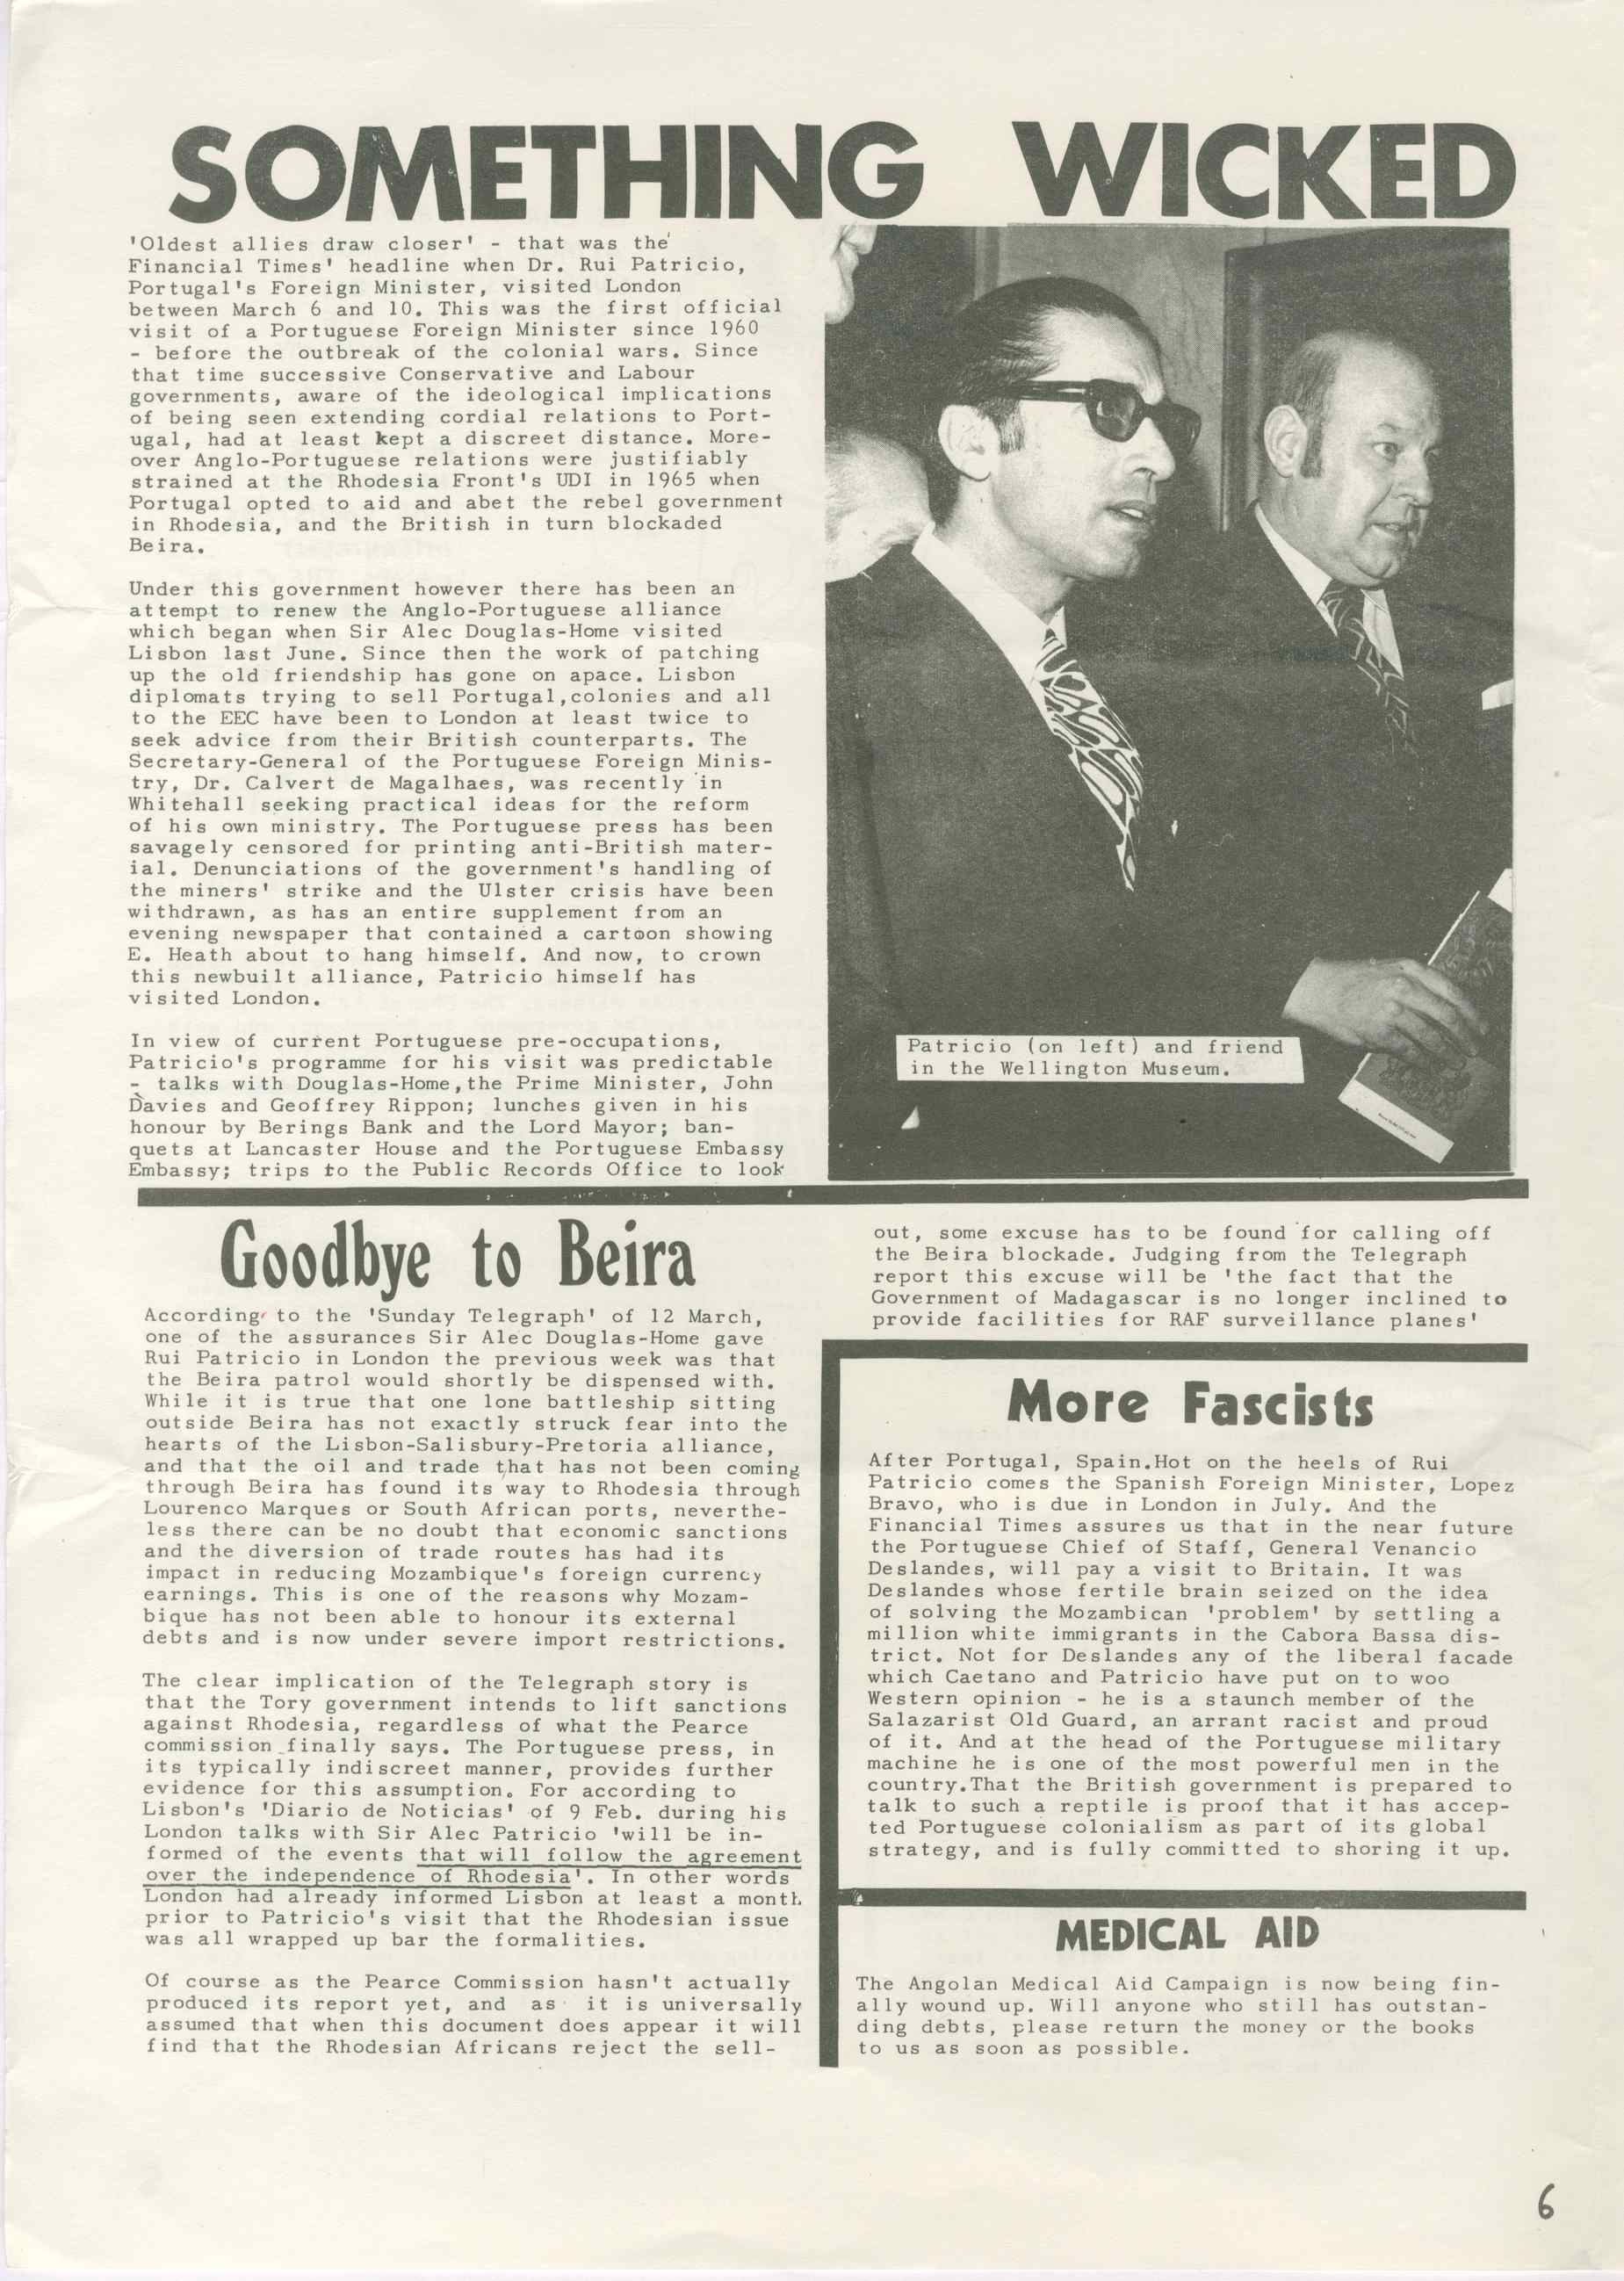 SOMETHING WICKED
'Oldest allies draw closer' - that was the
Financial Times' headline when Dr. Rui Patricio,
Portugal's Foreign Minister, visited London
between March 6 and 10. This was the first official
visit of a Portuguese Foreign Minister since 1960
- before the outbreak of the colonial wars. Since
that time successive Conservative and Labour
governments, aware of the ideological implications
of being seen extending cordial relations to Port-
ugal, had at least kept a discreet distance. More-
over Anglo-Portuguese relations were justifiably
strained at the Rhodesia Front's UDI in 1965 when
Portugal opted to aid and abet the rebel government
in Rhodesia, and the British in turn blockaded
Beira.
Under this government however there has been an
attempt to renew the Anglo-Portuguese alliance
which began when Sir Alec Douglas-Home visited
Lisbon last June. Since then the work of patching
up the old friendship has gone on apace. Lisbon
diplomats trying to sell Portugal,colonies and all
to the EEC have been to London at least twice to
seek advice from their British counterparts. The
Secretary-General of the Portuguese Foreign Minis-
try, Dr. Calvert de Magalhaes, was recently in
Whitehall seeking practical ideas for the reform
of his own ministry. The Portuguese press has been
savagely censored for printing anti-British mater-
ial. Denunciations of the government's handling of
the miners' strike and the Ulster crisis have been
withdrawn, as has an entire supplement from an
evening newspaper that contained a cartoon showing
E. Heath about to hang himself. And now, to crown
this newbuilt alliance, Patricio himself has
visited London.
In view of current Portuguese pre-occupations,
Patricio's programme for his visit was predictable
- talks with Douglas-Home,the Prime Minister, John
Davies and Geoffrey Rippon; lunches given in his
honour by Berings Bank and the Lord Mayor; ban-
quets at Lancaster House and the Portuguese Embassy
Embassy; trips to the Public Records Office to look
Patricio (on left) and friend
in the Wellington Museum.
Goodbye to Beira
According to the 'Sunday Telegraph' of 12 March,
one of the assurances Sir Alec Douglas-Home gave
Rui Patricio in London the previous week was that
the Beira patrol would shortly be dispensed with.
While it is true that one lone battleship sitting
outside Beira has not exactly struck fear into the
hearts of the Lisbon-Salisbury-Pretoria alliance,
and that the oil and trade that has not been coming
through Beira has found its way to Rhodesia through
Lourenco Marques or South African ports, neverthe-
less there can be no doubt that economic sanctions
and the diversion of trade routes has had its
impact in reducing Mozambique's foreign currency
earnings. This is one of the reasons why Mozam-
bique has not been able to honour its external
debts and is now under severe import restrictions.
The clear implication of the Telegraph story is
that the Tory government intends to lift sanctions
against Rhodesia, regardless of what the Pearce
commission finally says. The Portuguese press, in
its typically indiscreet manner, provides further
evidence for this assumption. For according to
Lisbon's 'Diario de Noticias' of 9 Feb. during his
London talks with Sir Alec Patricio 'will be in-
formed of the events that will follow the agreement
over the independence of Rhodesia'. In other words
London had already informed Lisbon at least a month
prior to Patricio's visit that the Rhodesian issue
was all wrapped up bar the formalities.
Of course as the Pearce Commission hasn't actually
produced its report yet, and as it is universally
assumed that when this document does appear it will
find that the Rhodesian Africans reject the sell-
out, some excuse has to be found for calling off
the Beira blockade. Judging from the Telegraph
report this excuse will be 'the fact that the
Government of Madagascar is no longer inclined to
provide facilities for RAF surveillance planes'
More Fascists
After Portugal, Spain.Hot on the heels of Rui
Patricio comes the Spanish Foreign Minister, Lopez
Bravo, who is due in London in July. And the
Financial Times assures us that in the near future
the Portuguese Chief of Staff, General Venancio
Deslandes, will pay a visit to Britain. It was
Deslandes whose fertile brain seized on the idea
of solving the Mozambican 'problem' by settling a
million white immigrants in the Cabora Bassa dis-
trict. Not for Deslandes any of the liberal facade
which Caetano and Patricio have put on to woo
Western opinion - he is a staunch member of the
Salazarist Old Guard, an arrant racist and proud
of it. And at the head of the Portuguese military
machine he is one of the most powerful men in the
country.That the British government is prepared to
talk to such a reptile is proof that it has accep-
ted Portuguese colonialism as part of its global
strategy, and is fully committed to shoring it up.
MEDICAL AID
The Angolan Medical Aid Campaign is now being fin-
ally wound up. Will anyone who still has outstan-
ding debts, please return the money or the books
to us as soon as possible.
6